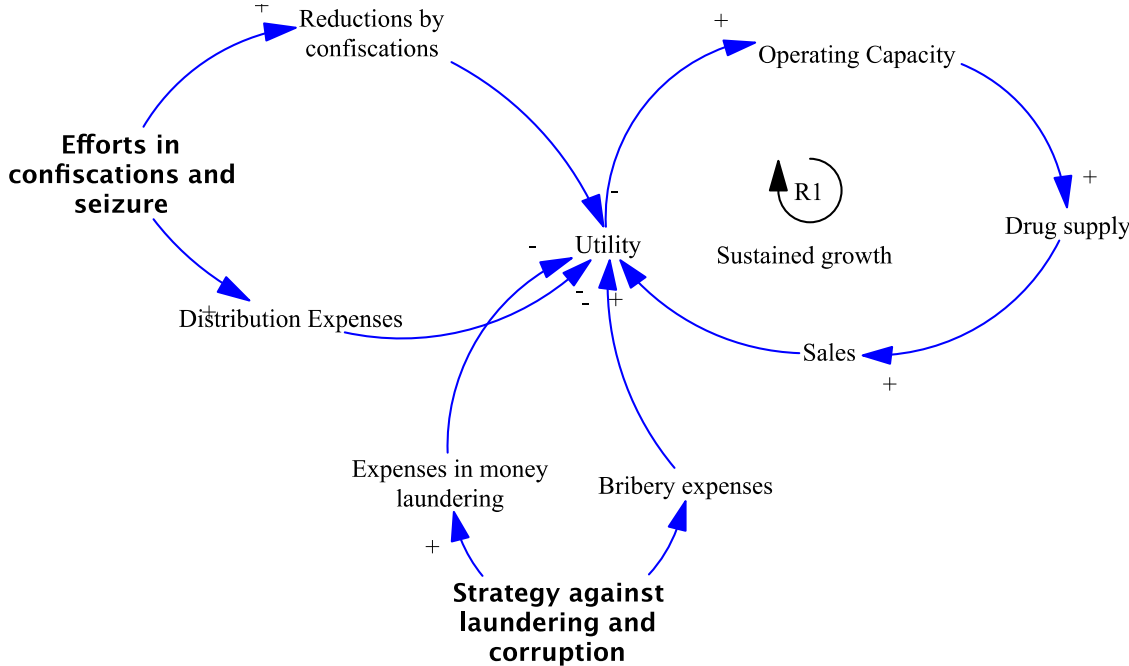 +
Reductions by
confiscations
+
Operating Capacity
Efforts in
confiscations and
seizure
-
R1
+
Drug supply
-
Utility
Sustained growth
-
-
+
+
Distribution Expenses
Sales
+
Expenses in money
laundering
Bribery expenses
+
Strategy against
laundering and
corruption